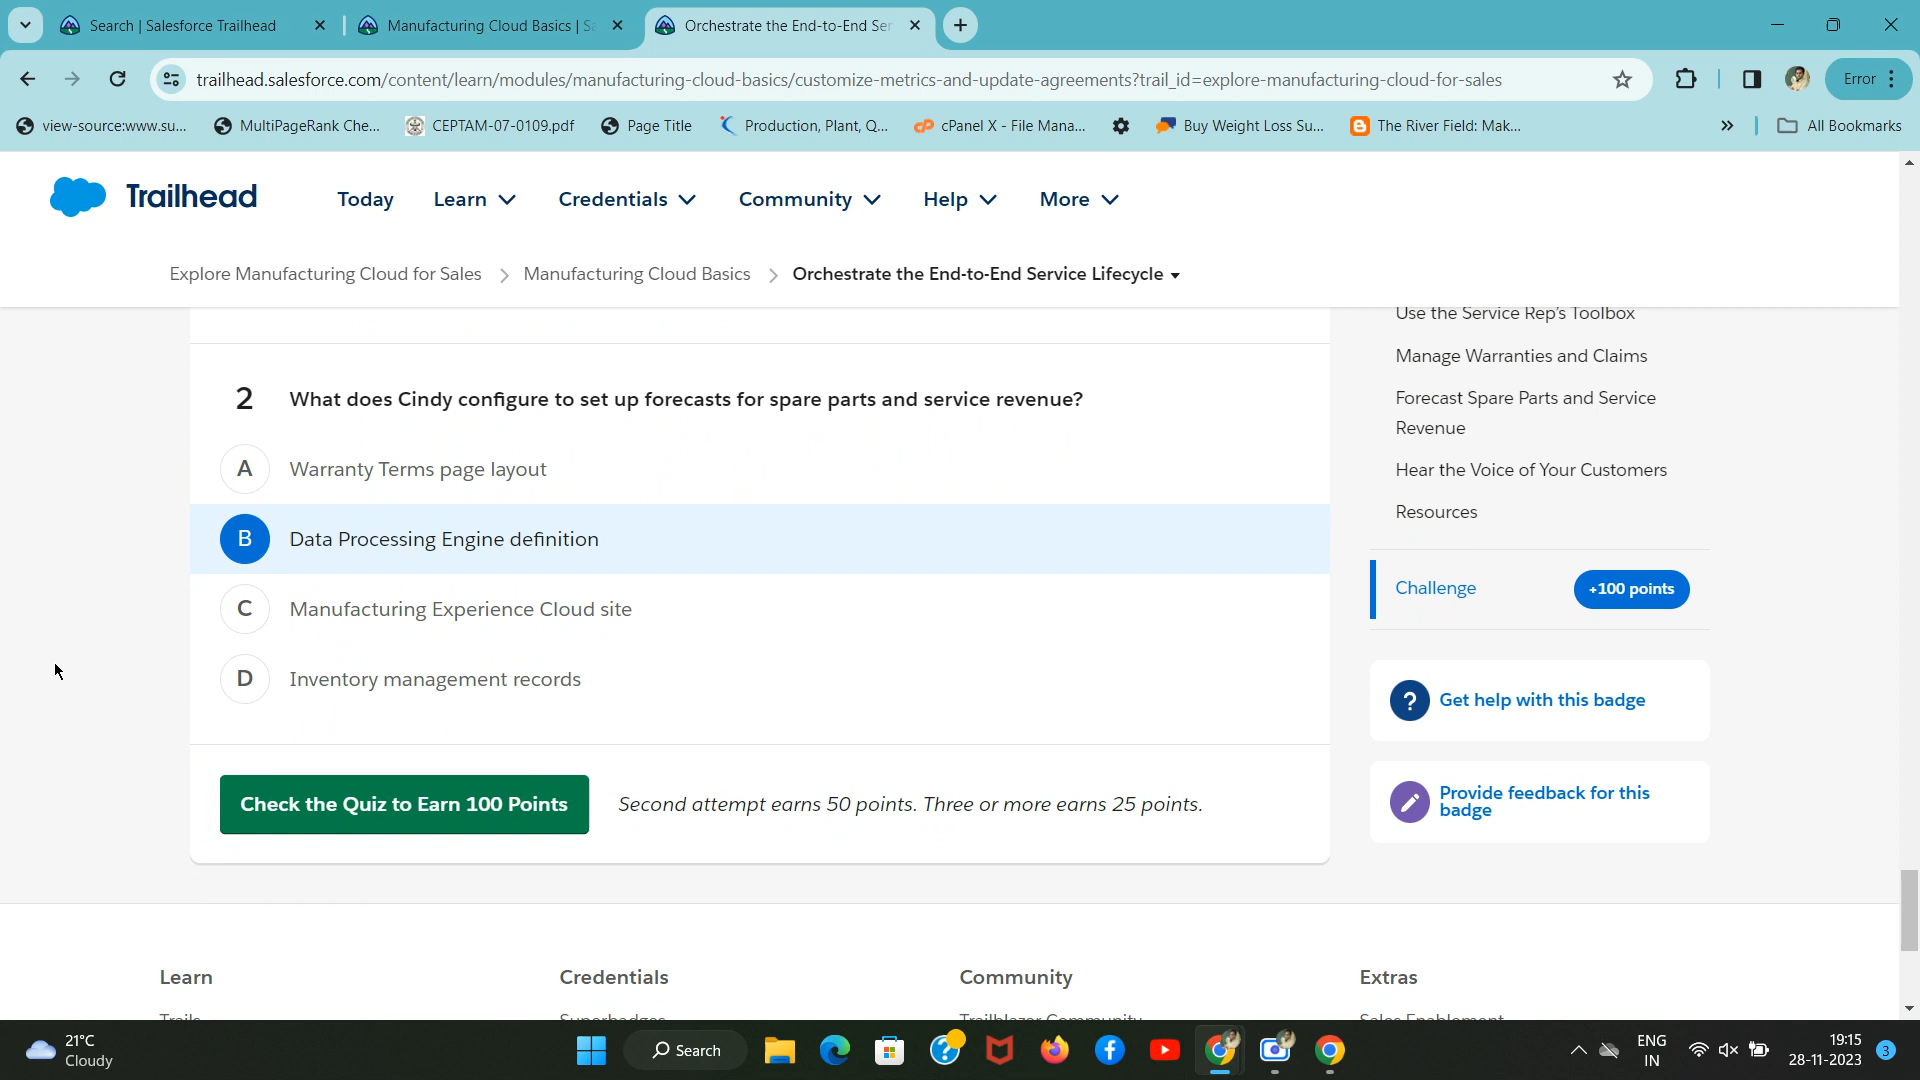 Search | Salesforce Trailhead
Manufacturing Cloud Basics | Sa
Orchestrate the End-to-End Ser
trailhead.salesforce.com/content/learn/modules/manufacturing-cloud-basics/customize-metrics-and-update-agreements?trail_id=explore-manufacturing-cloud-for-sales
Error
view-source:www.su...
MultiPageRank Che...
CEPTAM-07-0109.pdf
Page Title
Production, Plant, Q...
cPanel X - File Mana...
Buy Weight Loss Su...
The River Field: Mak...
All Bookmarks
Trailhead
Today
Learn
Credentials
Community
Help
More
Explore Manufacturing Cloud for Sales
Manufacturing Cloud Basics
Orchestrate the End-to-End Service Lifecycle
2 What does Cindy configure to set up forecasts for spare parts and service revenue?
A Warranty Terms page layout
B Data Processing Engine definition
C Manufacturing Experience Cloud site
D Inventory management records
Check the Quiz to Earn 100 Points
Second attempt earns 50 points. Three or more earns 25 points.
Use the Service Rep's Toolbox
Manage Warranties and Claims
Forecast Spare Parts and Service
Revenue
Hear the Voice of Your Customers
Resources
Challenge
+100 points
? Get help with this badge
Provide feedback for this
badge
Learn
Credentials
Community
Extras
Trails
Superbadges
Trailblazer Community
Sales Enablement
21°C
Cloudy
Search
ENG
IN
19:15
28-11-2023
3